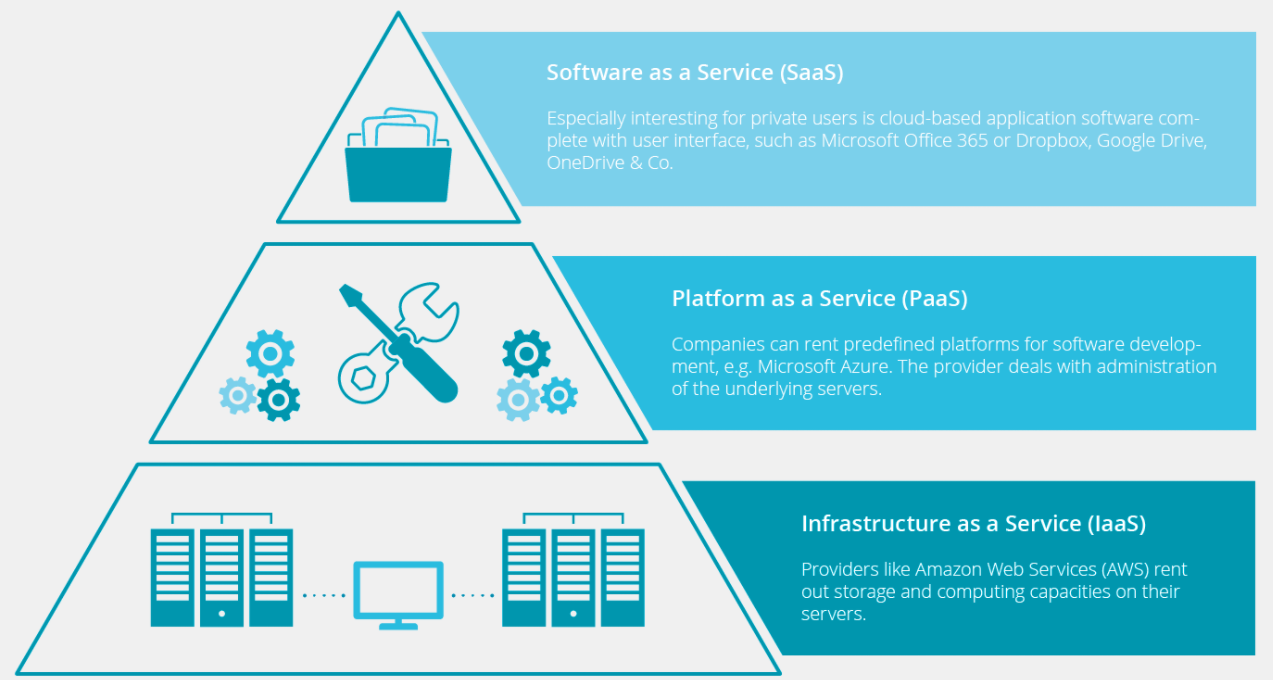 Software as a Service (SaaS)
Especially interesting for private users is cloud-based application software com-
plete with user interface, such as Microsoft Office 365 or Dropbox, Google Drive,
OneDrive & Co.
Platform as a Service (PaaS)
Companies can rent predefined platforms for software develop-
ment, e.g. Microsoft Azure. The provider deals with administration
of the underlying servers.
Infrastructure as a Service (IaaS)
Providers like Amazon Web Services (AWS) rent
out storage and computing capacities on their
servers.